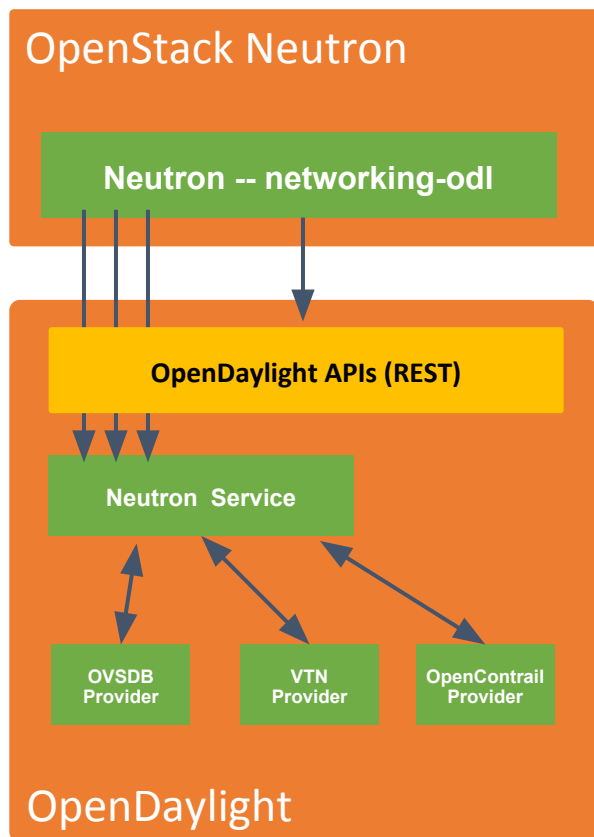 OpenStack Neutron
Neutron -- networking-odl
OpenDaylight APIs (REST)
Neutron Service
OVSDB
Provider
VTN
Provider
OpenContrail
Provider
OpenDaylight